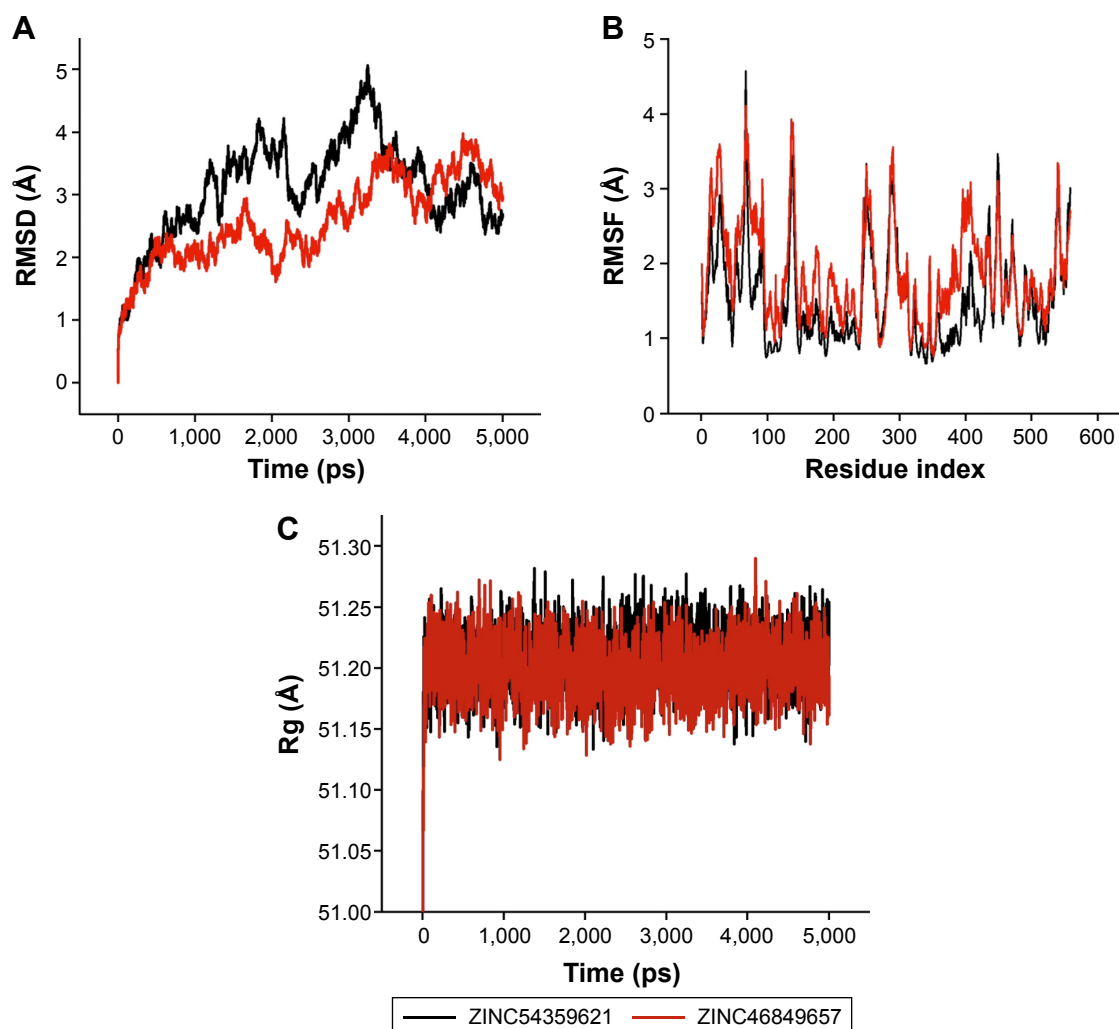 A
RMSD (Å)
5
4
3
2
1
0
0 1,000 2,000 3,000 4,000 5,000
Time (ps)
B
RMSF (Å)
5
4
3
2
1
0
0 100 200 300 400 500 600
Residue index
C
Rg (Å)
51.30
51.25
51.20
51.15
51.10
51.05
51.00
0 1,000 2,000 3,000 4,000 5,000
Time (ps)
ZINC54359621 ZINC46849657